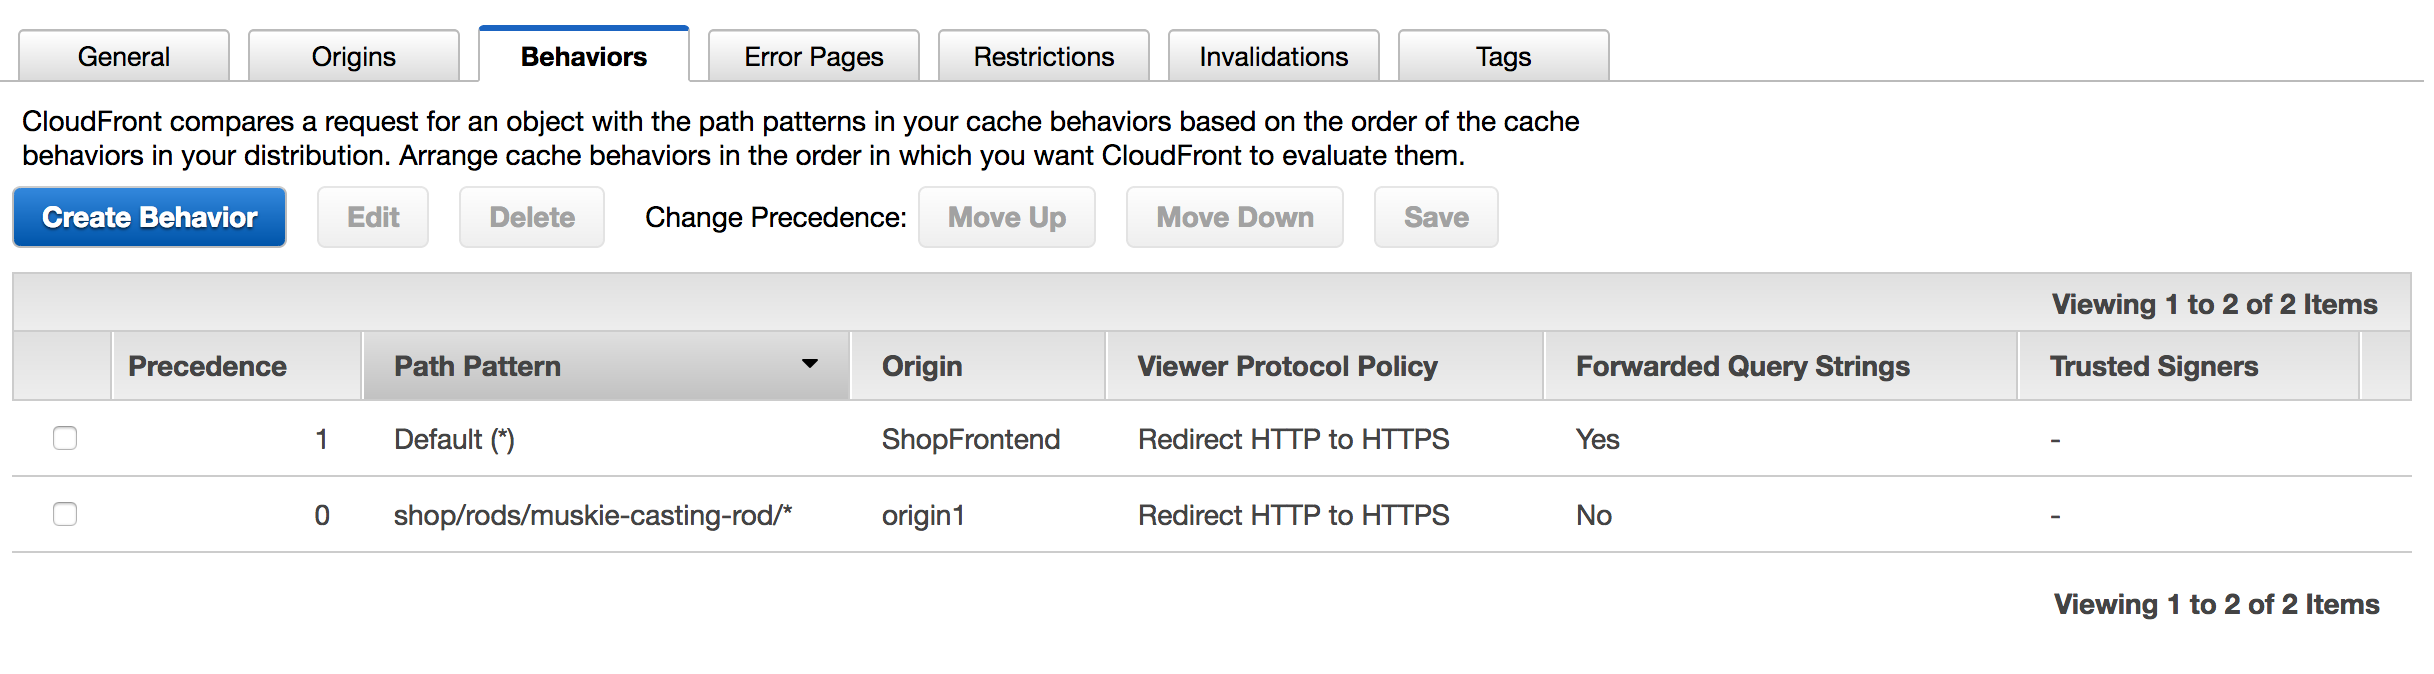 General Origins Behaviors Error Pages Restrictions Invalidations Tags
CloudFront compares a request for an object with the path patterns in your cache behaviors based on the order of the cache
behaviors in your distribution. Arrange cache behaviors in the order in which you want CloudFront to evaluate them.
Create Behavior Edit Delete Change Precedence: Move Up Move Down Save
Viewing 1 to 2 of 2 Items
Precedence Path Pattern Origin Viewer Protocol Policy Forwarded Query Strings Trusted Signers
1 Default (*) ShopFrontend Redirect HTTP to HTTPS Yes -
0 shop/rods/muskie-casting-rod/* origin1 Redirect HTTP to HTTPS No -
Viewing 1 to 2 of 2 Items